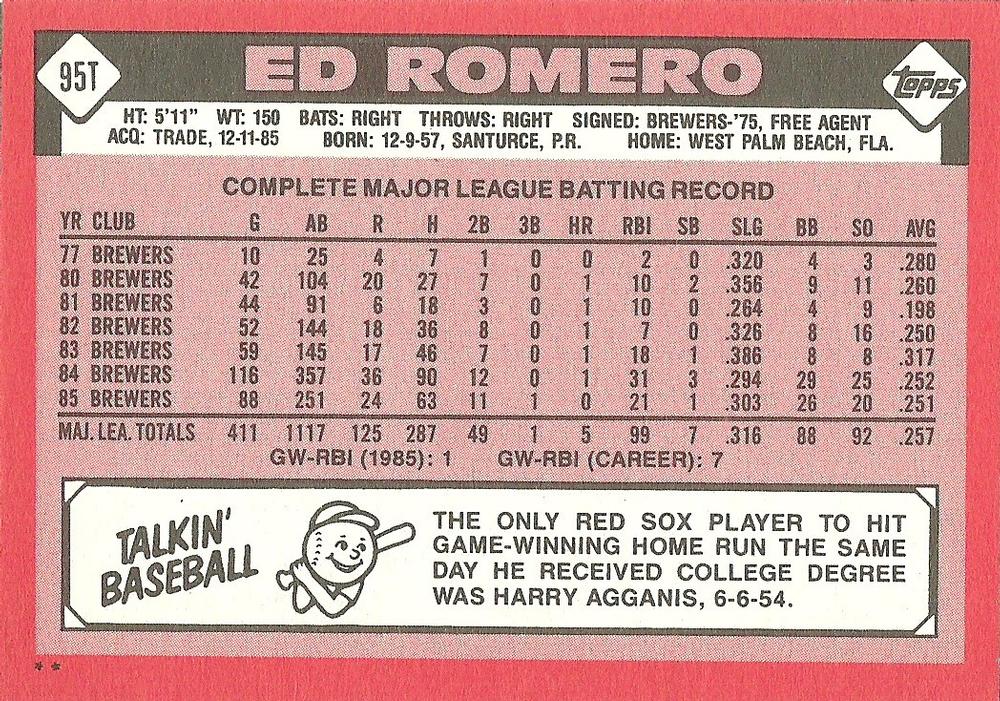 95T
ED ROMERO
topps
HT: 5'11" WT: 150 BATS: RIGHT THROWS: RIGHT SIGNED: BREWERS-'75, FREE AGENT
ACQ: TRADE, 12-11-85 BORN: 12-9-57, SANTURCE, P.R. HOME: WEST PALM BEACH, FLA.
COMPLETE MAJOR LEAGUE BATTING RECORD
YR CLUB G AB R H 2B 3B HR RBI SB SLG BB SO AVG
77 BREWERS 10 25 4 7 1 0 0 2 0 .320 4 3 .280
80 BREWERS 42 104 20 27 7 0 1 10 2 .356 9 11 .260
81 BREWERS 44 91 6 18 3 0 1 10 0 .264 4 9 .198
82 BREWERS 52 144 18 36 8 0 1 7 0 .326 8 16 .250
83 BREWERS 59 145 17 46 7 0 1 18 1 .386 8 8 .317
84 BREWERS 116 357 36 90 12 0 1 31 3 .294 29 25 .252
85 BREWERS 88 251 24 63 11 1 0 21 1 .303 26 20 .251
MAJ. LEA. TOTALS 411 1117 125 287 49 1 5 99 7 .316 88 92 .257
GW-RBI (1985): 1 GW-RBI (CAREER): 7
TALKIN'
BASEBALL
THE ONLY RED SOX PLAYER TO HIT
GAME-WINNING HOME RUN THE SAME
DAY HE RECEIVED COLLEGE DEGREE
WAS HARRY AGGANIS, 6-6-54.
**